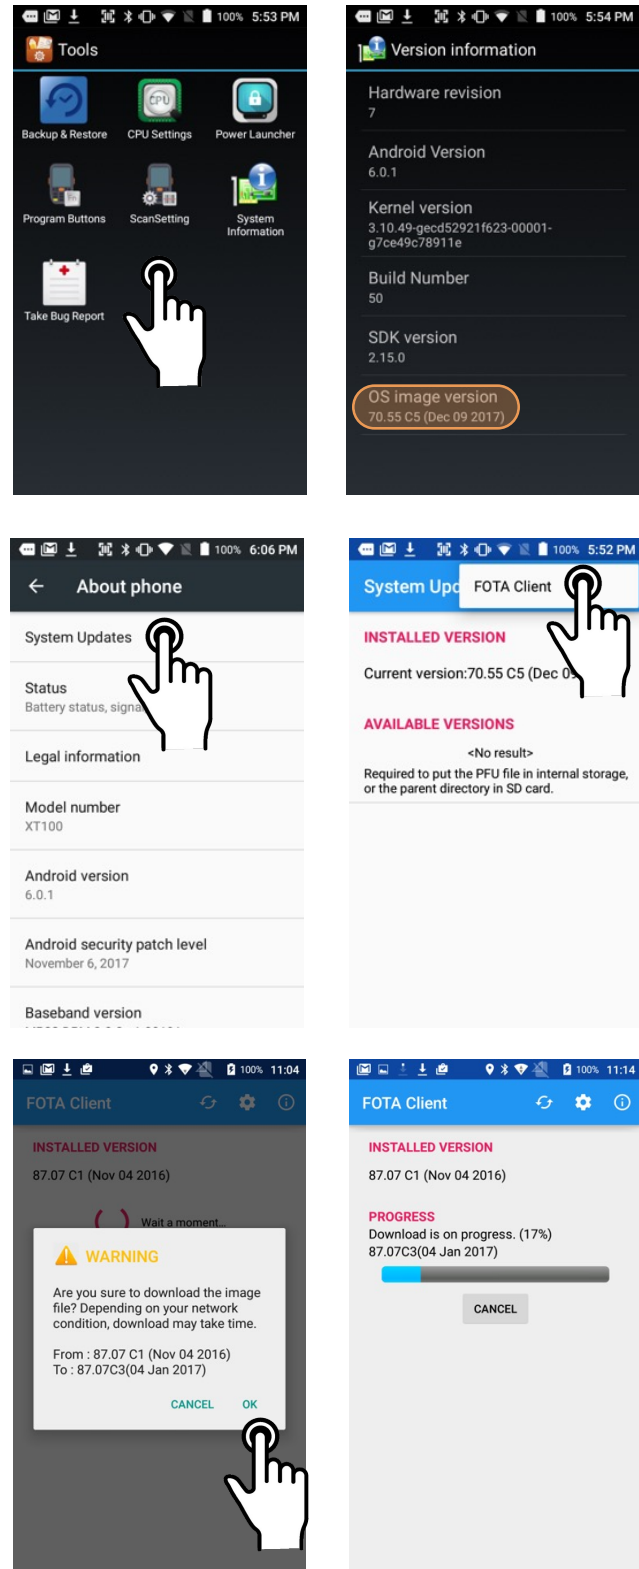 100% 5:53 PM
Tools
Backup & Restore
CPU
CPU Settings
Power Launcher
Program Buttons
ScanSetting
System
Information
Take Bug Report
100% 5:54 PM
Version information
Hardware revision
7
Android Version
6.0.1
Kernel version
3.10.49-gecd52921f623-00001-
g7ce49c78911e
Build Number
50
SDK version
2.15.0
OS image version
70.55 C5 (Dec 09 2017)
100% 6:06 PM
About phone
System Updates
Status
Battery status, signa
Legal information
Model number
XT100
Android version
6.0.1
Android security patch level
November 6, 2017
Baseband version
100% 5:52 PM
System Upd
FOTA Client
INSTALLED VERSION
Current version:70.55 C5 (Dec 0
AVAILABLE VERSIONS
<No result>
Required to put the PFU file in internal storage,
or the parent directory in SD card.
100% 11:04
FOTA Client
INSTALLED VERSION
87.07 C1 (Nov 04 2016)
Wait a moment...
WARNING
Are you sure to download the image
file? Depending on your network
condition, download may take time.
From : 87.07 C1 (Nov 04 2016)
To : 87.07C3(04 Jan 2017)
CANCEL OK
100% 11:14
FOTA Client
INSTALLED VERSION
87.07 C1 (Nov 04 2016)
PROGRESS
Download is on progress. (17%)
87.07C3(04 Jan 2017)
CANCEL